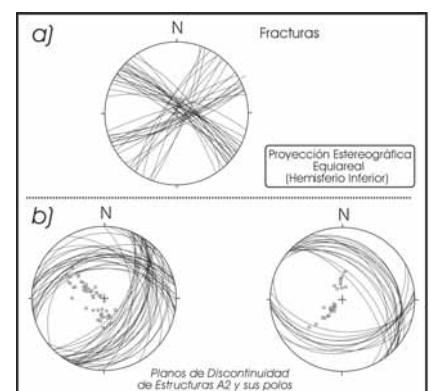 a)
N
Fracturas
Proyección Estereográfica
Equiareal
(Hemisferio Inferior)
b)
N
N
Planos de Discontinuidad
de Estructuras A2 y sus polos